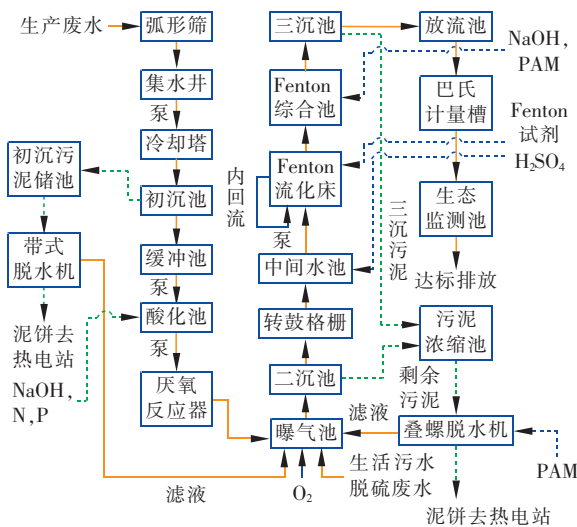 生产废水
弧形筛
集水井
泵
冷却塔
初沉污
泥储池
初沉池
带式
脱水机
缓冲池
泵
泥饼去
热电站
酸化池
NaOH,
N,P
泵
厌氧
反应器
滤液
三沉池
放流池
NaOH,
PAM
Fenton
综合池
巴氏
计量槽
Fenton
试剂
H₂SO₄
内
回
流
Fenton
流化床
泵
三
沉
污
泥
生态
监测池
中间水池
达标排放
转鼓格栅
污泥
浓缩池
二沉池
剩余
污泥
滤液
曝气池
叠螺脱水机
O₂
生活污水
脱硫废水
PAM
泥饼去热电站